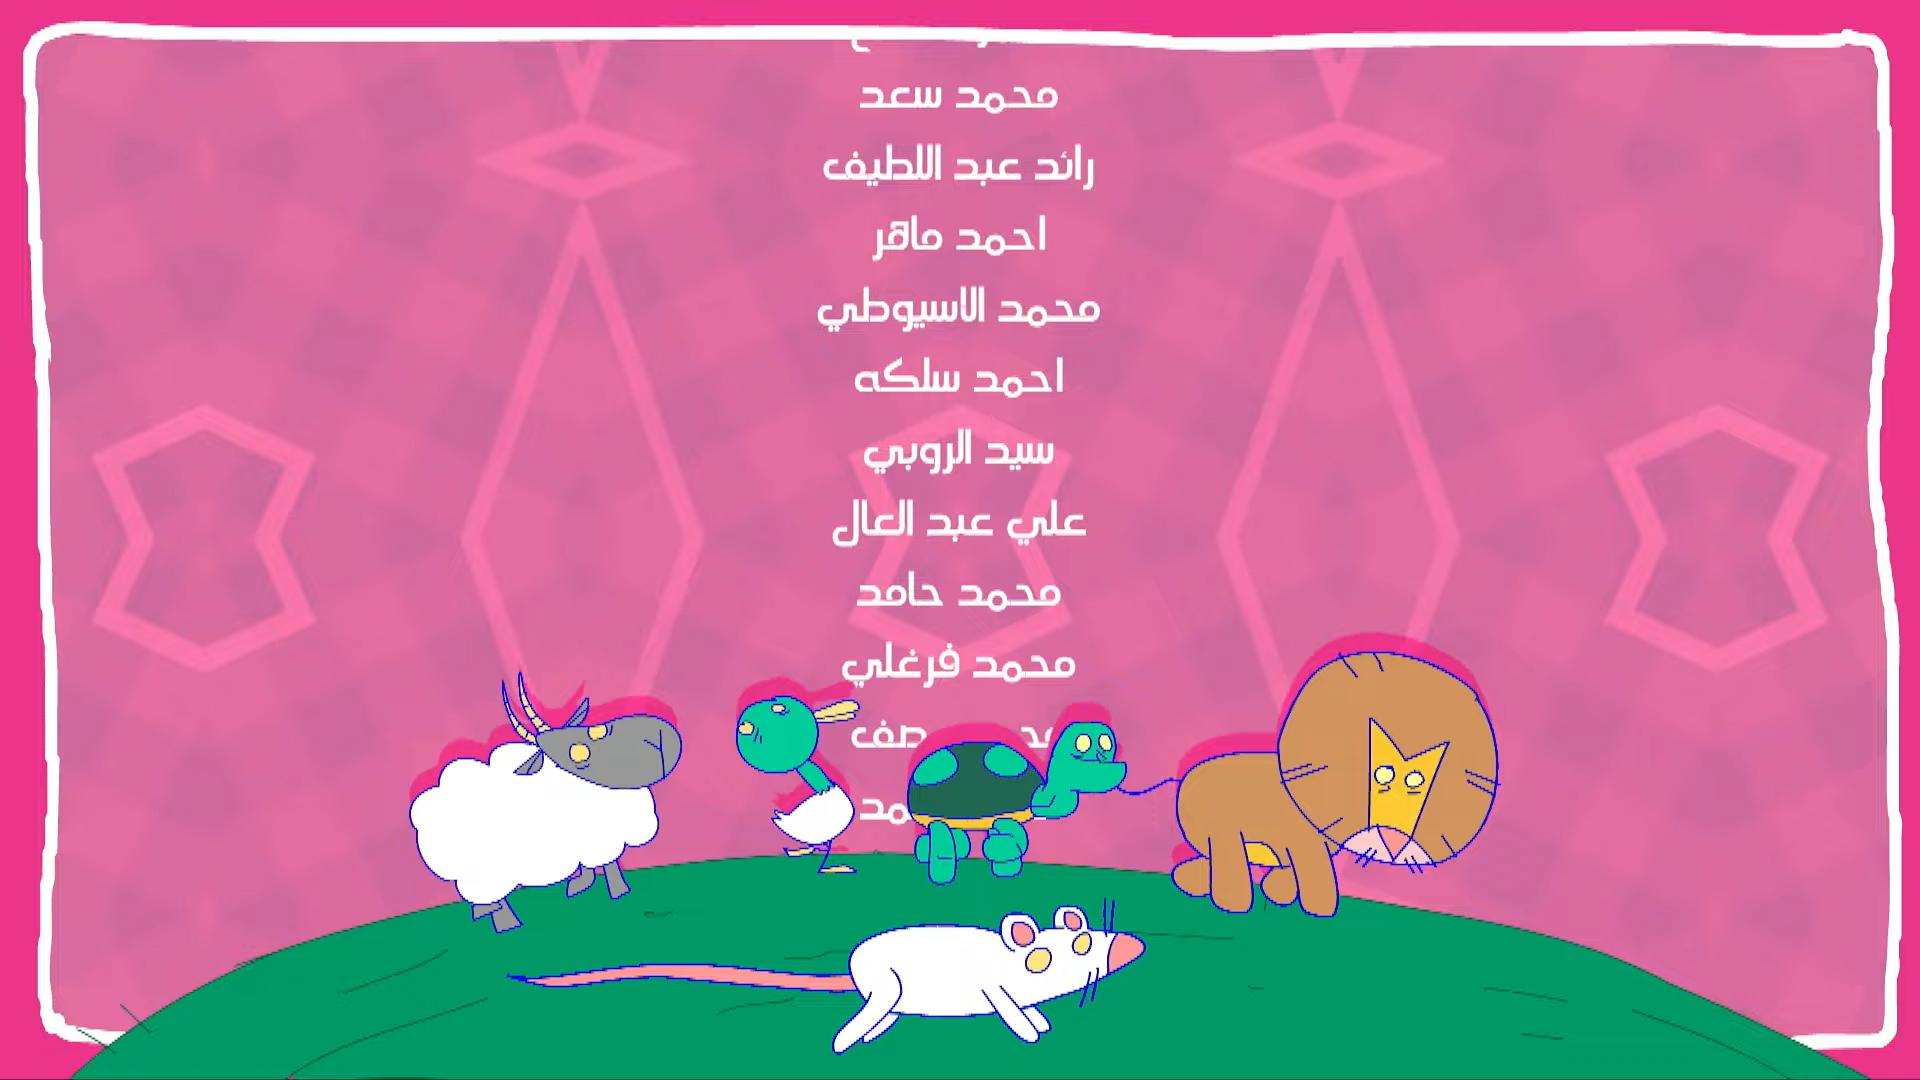 محمد سعد
رائد عبد اللطيف
احمد ماهر
محمد الاسيوطي
احمد سلكه
سيد الروبي
علي عبد العال
محمد حامد
محمد فرغلي